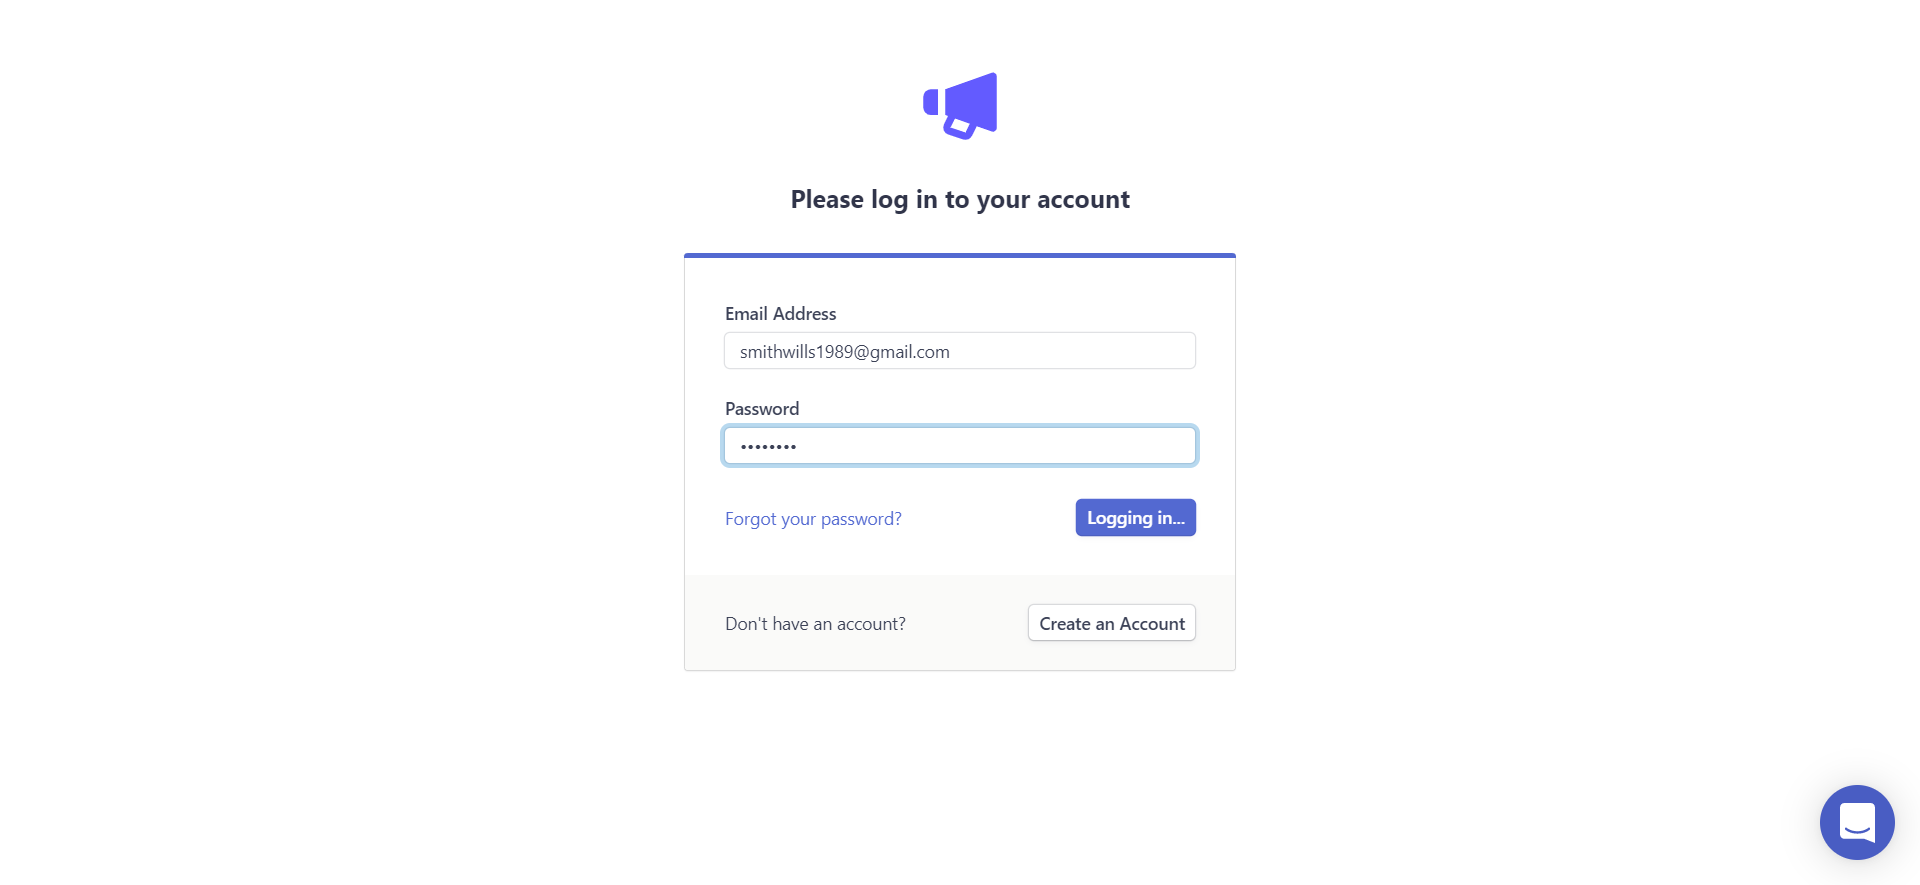 Please log in to your account
Email Address
smithwills1989@gmail.com
Password
••••••••
Forgot your password?
Logging in...
Don't have an account?
Create an Account